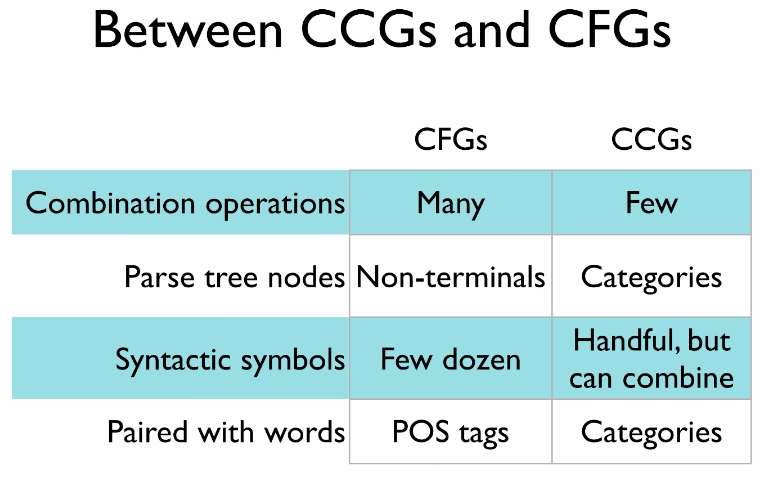 Between CCGs and CFGs
CFGs CCGs
Combination operations Many Few
Parse tree nodes Non-terminals Categories
Syntactic symbols Few dozen Handful, but
can combine
Paired with words POS tags Categories